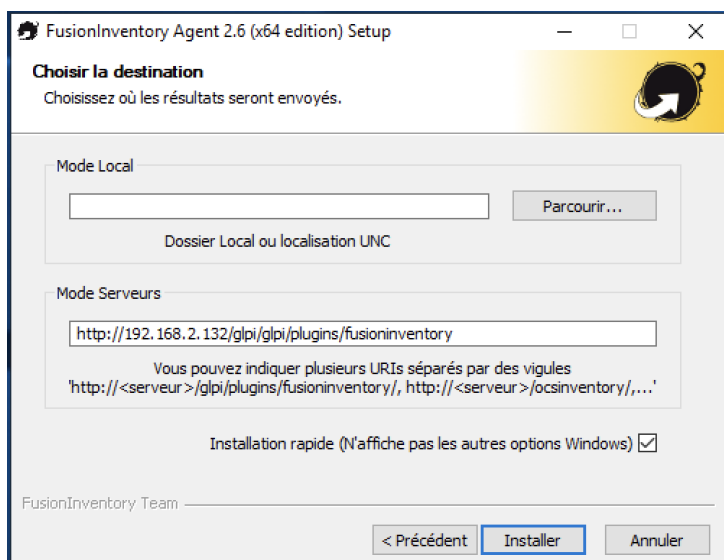 FusionInventory Agent 2.6 (x64 edition) Setup
Choisir la destination
Choisissez où les résultats seront envoyés.
Mode Local
Parcourir...
Dossier Local ou localisation UNC
Mode Serveurs
http://192.168.2.132/glpi/glpi/plugins/fusioninventory
Vous pouvez indiquer plusieurs URIs séparés par des vigules
'http://<serveur>/glpi/plugins/fusioninventory/, http://<serveur>/ocsinventory/,...'
Installation rapide (N'affiche pas les autres options Windows)
FusionInventory Team
< Précédent Installer Annuler